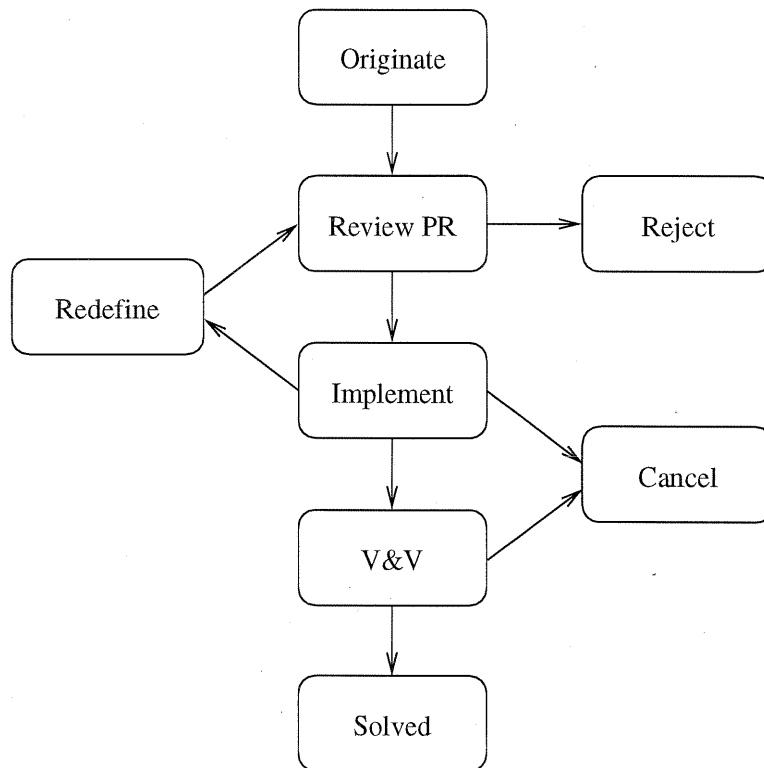 Originate
Review PR
Reject
Redefine
Implement
Cancel
V&V
Solved